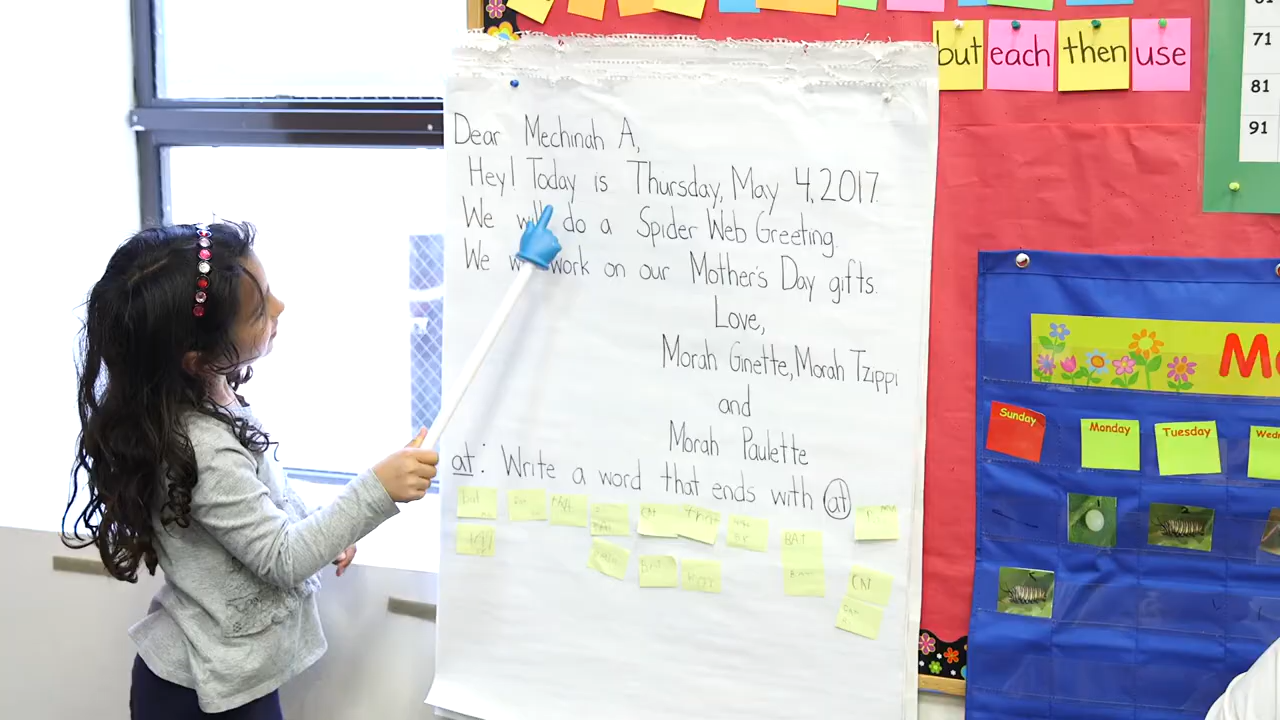 but each then use
71
81
91
Dear Mechinah A,
Hey! Today is Thursday, May 4, 2017.
We will do a Spider Web Greeting.
We work on our Mother's Day gifts.
Love,
Morah Ginette, Morah Tzippi
and
Morah Paulette
at: Write a word that ends with at
CAT
BAT
BAT
CAT
Sunday
Monday
Tuesday